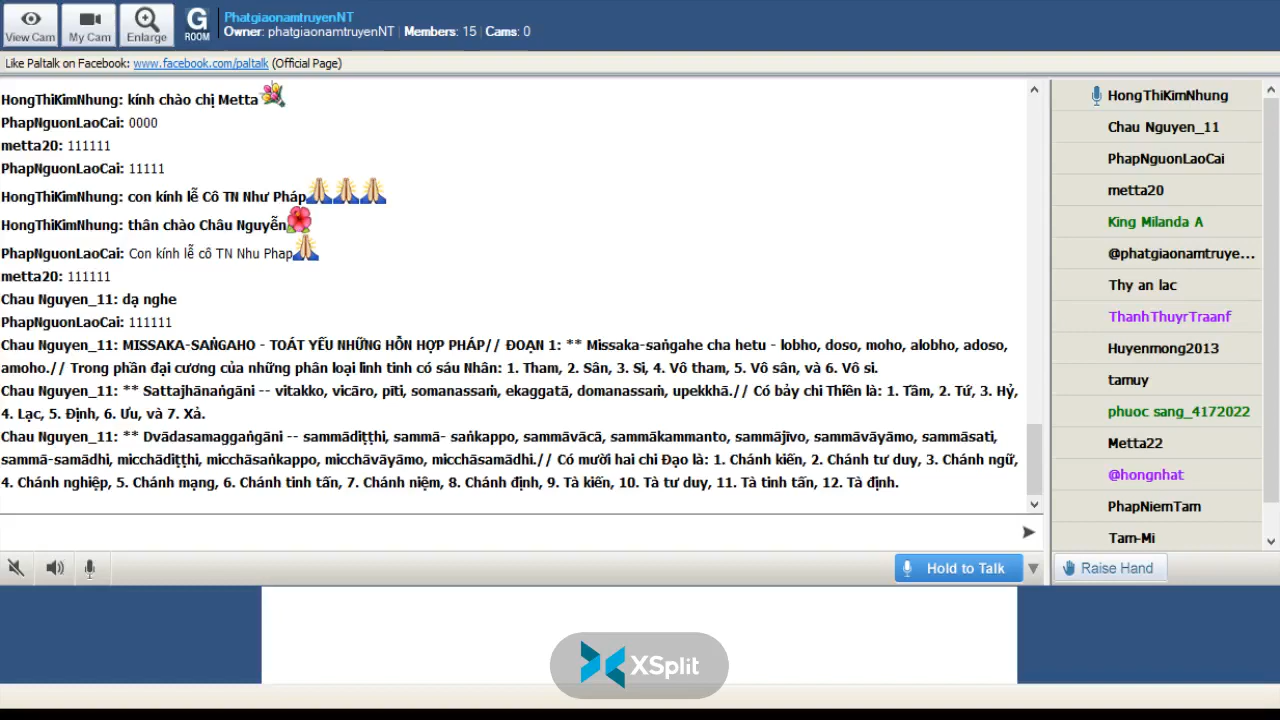 View Cam
My Cam
Enlarge
G
ROOM
PhatgiaonamtruyenNT
Owner: phatgiaonamtruyenNT Members: 15 Cams: 0
Like Paltalk on Facebook: www.facebook.com/paltalk (Official Page)
HongThiKimNhung: kính chào chị Metta
PhapNguonLaoCai: 0000
metta20: 111111
PhapNguonLaoCai: 11111
HongThiKimNhung: con kính lễ Cô TN Như Pháp
HongThiKimNhung: thân chào Châu Nguyễn
PhapNguonLaoCai: Con kính lễ cô TN Nhu Phap
metta20: 111111
Chau Nguyen_11: dạ nghe
PhapNguonLaoCai: 111111
Chau Nguyen_11: MISSAKA-SAṄGAHO - TOÁT YẾU NHỮNG HỖN HỢP PHÁP// ĐOẠN 1: ** Missaka-saṅgahe cha hetu - lobho, doso, moho, alobho, adoso,
amoho.// Trong phần đại cương của những phân loại linh tinh có sáu Nhân: 1. Tham, 2. Sân, 3. Si, 4. Vô tham, 5. Vô sân, và 6. Vô si.
Chau Nguyen_11: ** Sattajhānaṅgāni -- vitakko, vicāro, pīti, somanassaṁ, ekaggatā, domanassaṁ, upekkhā.// Có bảy chi Thiền là: 1. Tầm, 2. Tứ, 3. Hỷ,
4. Lạc, 5. Định, 6. Ưu, và 7. Xả.
Chau Nguyen_11: ** Dvādasamaggaṅgāni -- sammādiṭṭhi, sammā- saṅkappo, sammāvācā, sammākammanto, sammājīvo, sammāvāyāmo, sammāsati,
sammā-samādhi, micchādiṭṭhi, micchāsaṅkappo, micchāvāyāmo, micchāsamādhi.// Có mười hai chi Đạo là: 1. Chánh kiến, 2. Chánh tư duy, 3. Chánh ngữ,
4. Chánh nghiệp, 5. Chánh mạng, 6. Chánh tinh tấn, 7. Chánh niệm, 8. Chánh định, 9. Tà kiến, 10. Tà tư duy, 11. Tà tinh tấn, 12. Tà định.
HongThiKimNhung
Chau Nguyen_11
PhapNguonLaoCai
metta20
King Milanda A
@phatgiaonamtruye...
Thy an lac
ThanhThuyrTraanf
Huyenmong2013
tamuy
phuoc sang_4172022
Metta22
@hongnhat
PhapNiemTam
Tam-Mi
Hold to Talk
Raise Hand
XSplit